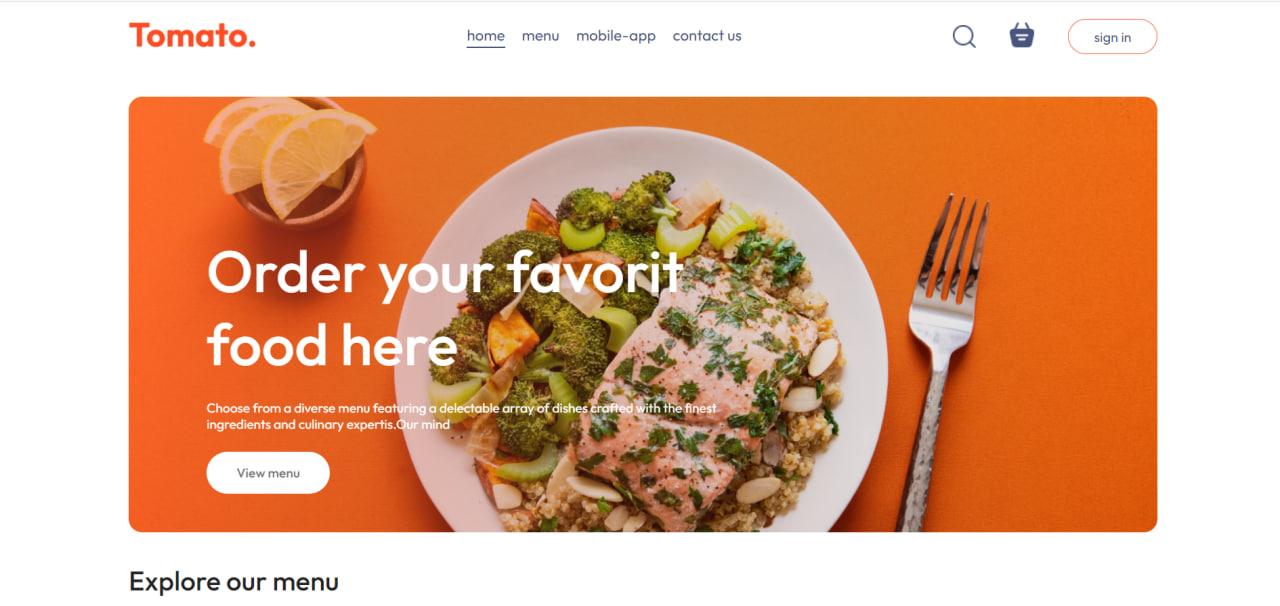 Tomato.
home menu mobile-app contact us
sign in
Order your favorit
food here
Choose from a diverse menu featuring a delectable array of dishes crafted with the finest
ingredients and culinary expertis.Our mind
View menu
Explore our menu